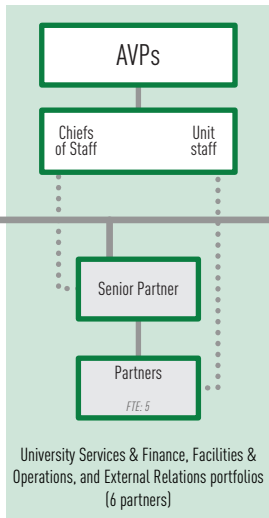 AVPs
Chiefs of Staff
Unit staff
Senior Partner
Partners
FTE: 5
University Services & Finance, Facilities &
Operations, and External Relations portfolios
(6 partners)